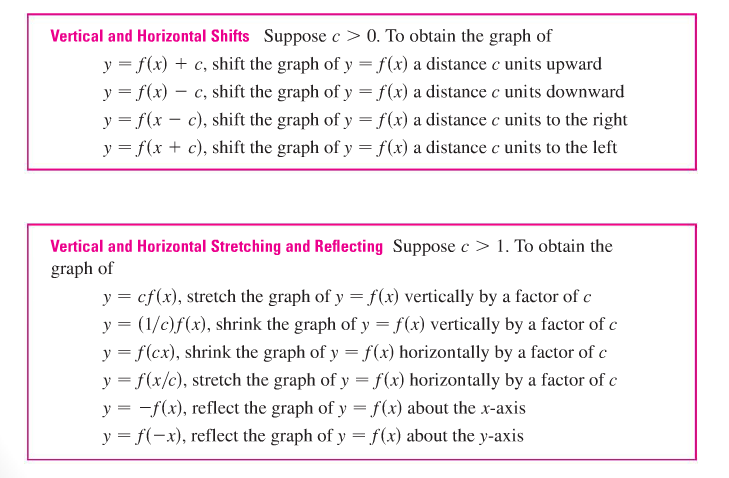 Vertical and Horizontal Shifts Suppose c > 0. To obtain the graph of
y = f(x) + c, shift the graph of y = f(x) a distance c units upward
y = f(x) − c, shift the graph of y = f(x) a distance c units downward
y = f(x − c), shift the graph of y = f(x) a distance c units to the right
y = f(x + c), shift the graph of y = f(x) a distance c units to the left
Vertical and Horizontal Stretching and Reflecting Suppose c > 1. To obtain the
graph of
y = cf(x), stretch the graph of y = f(x) vertically by a factor of c
y = (1/c)f(x), shrink the graph of y = f(x) vertically by a factor of c
y = f(cx), shrink the graph of y = f(x) horizontally by a factor of c
y = f(x/c), stretch the graph of y = f(x) horizontally by a factor of c
y = −f(x), reflect the graph of y = f(x) about the x-axis
y = f(−x), reflect the graph of y = f(x) about the y-axis